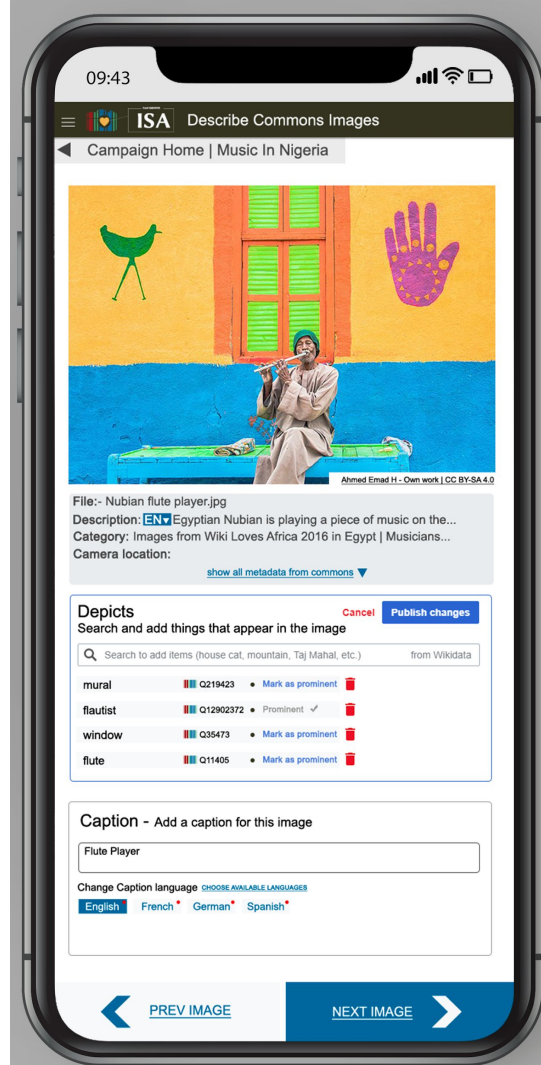 09:43
ISA Describe Commons Images
Campaign Home | Music In Nigeria
Ahmed Emad H - Own work | CC BY-SA 4.0
File:- Nubian flute player.jpg
Description: EN▾ Egyptian Nubian is playing a piece of music on the...
Category: Images from Wiki Loves Africa 2016 in Egypt | Musicians...
Camera location:
show all metadata from commons ▼
Depicts Cancel Publish changes
Search and add things that appear in the image
Search to add items (house cat, mountain, Taj Mahal, etc.) from Wikidata
mural Q219423 • Mark as prominent
flautist Q12902372 • Prominent ✓
window Q35473 • Mark as prominent
flute Q11405 • Mark as prominent
Caption - Add a caption for this image
Flute Player
Change Caption language CHOOSE AVAILABLE LANGUAGES
English* French* German* Spanish*
PREV IMAGE NEXT IMAGE